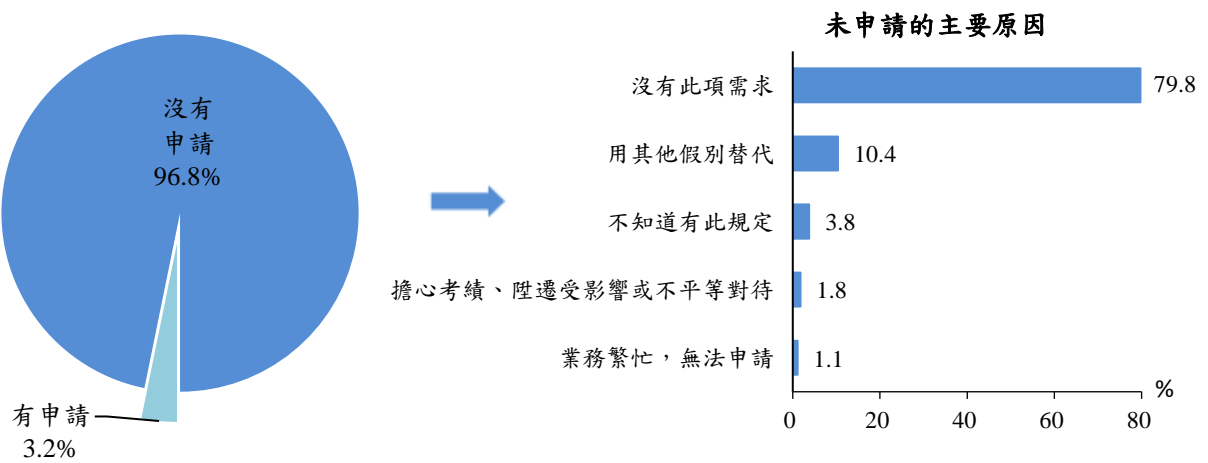 沒有
申請
96.8%
有申請
3.2%
未申請的主要原因
沒有此項需求
79.8
用其他假別替代
10.4
不知道有此規定
3.8
擔心考績、陞遷受影響或不平等對待
1.8
業務繁忙，無法申請
1.1
%
0 20 40 60 80